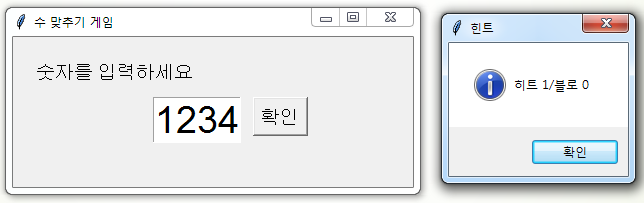 수 맞추기 게임
숫자를 입력하세요
1234 확인
힌트
히트 1/블로 0
확인